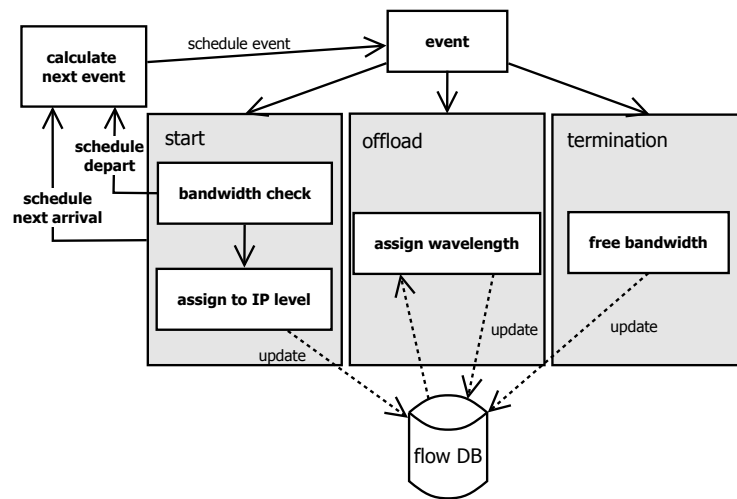 calculate
next event
schedule event
event
start
offload
termination
schedule
depart
schedule
next arrival
bandwidth check
assign wavelength
free bandwidth
assign to IP level
update
update
update
flow DB